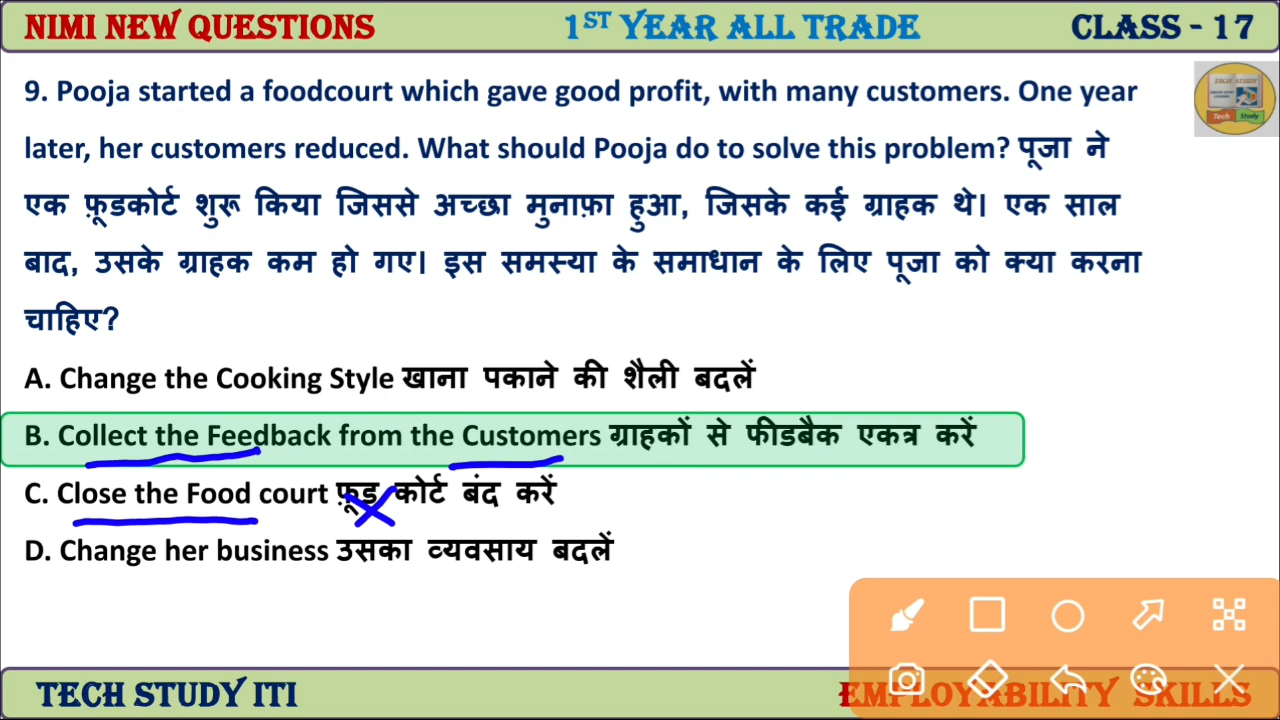 NIMI NEW QUESTIONS 1ST YEAR ALL TRADE CLASS - 17
9. Pooja started a foodcourt which gave good profit, with many customers. One year
later, her customers reduced. What should Pooja do to solve this problem? पूजा ने
एक फ़ूडकोर्ट शुरू किया जिससे अच्छा मुनाफ़ा हुआ, जिसके कई ग्राहक थे। एक साल
बाद, उसके ग्राहक कम हो गए। इस समस्या के समाधान के लिए पूजा को क्या करना
चाहिए?
A. Change the Cooking Style खाना पकाने की शैली बदलें
B. Collect the Feedback from the Customers ग्राहकों से फीडबैक एकत्र करें
C. Close the Food court फ़ूड कोर्ट बंद करें
D. Change her business उसका व्यवसाय बदलें
TECH STUDY ITI EMPLOYABILITY SKILLS
TECH STUDY
Tech Study